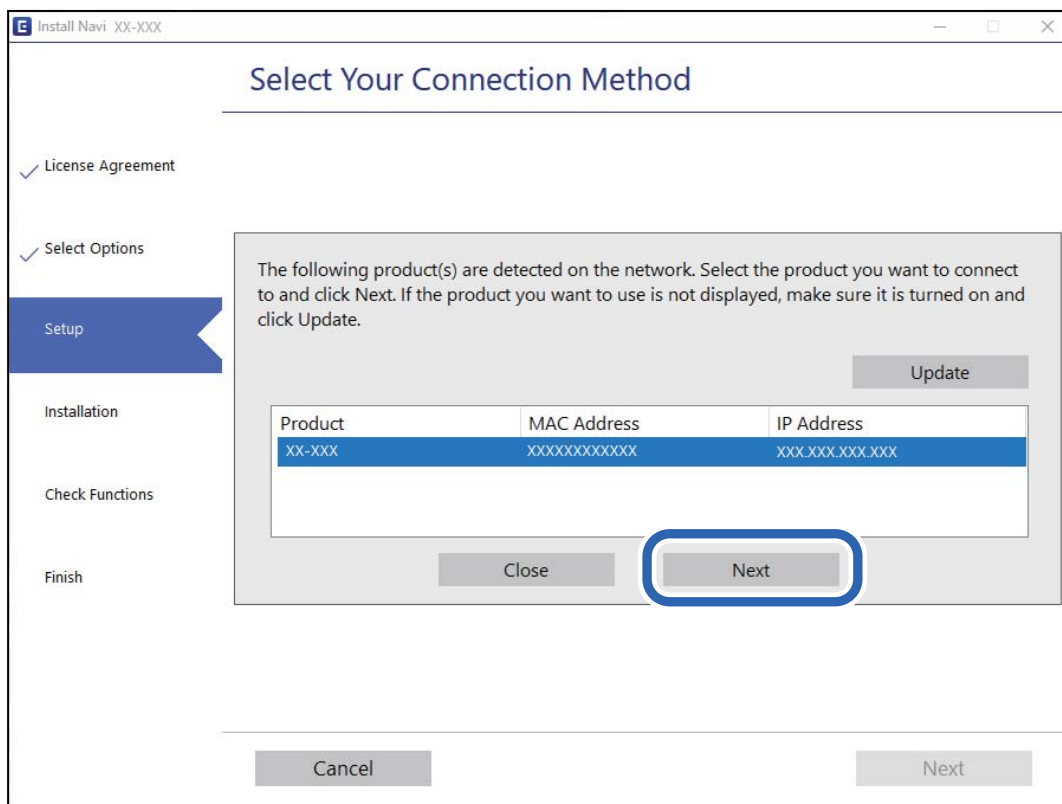 E Install Navi XX-XXX
Select Your Connection Method
License Agreement
Select Options
Setup
Installation
Check Functions
Finish
The following product(s) are detected on the network. Select the product you want to connect
to and click Next. If the product you want to use is not displayed, make sure it is turned on and
click Update.
Update
Product MAC Address IP Address
XX-XXX XXXXXXXXXXXX XXX.XXX.XXX.XXX
Close Next
Cancel Next